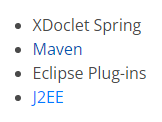 • XDoclet Spring
• Maven
• Eclipse Plug-ins
• J2EE